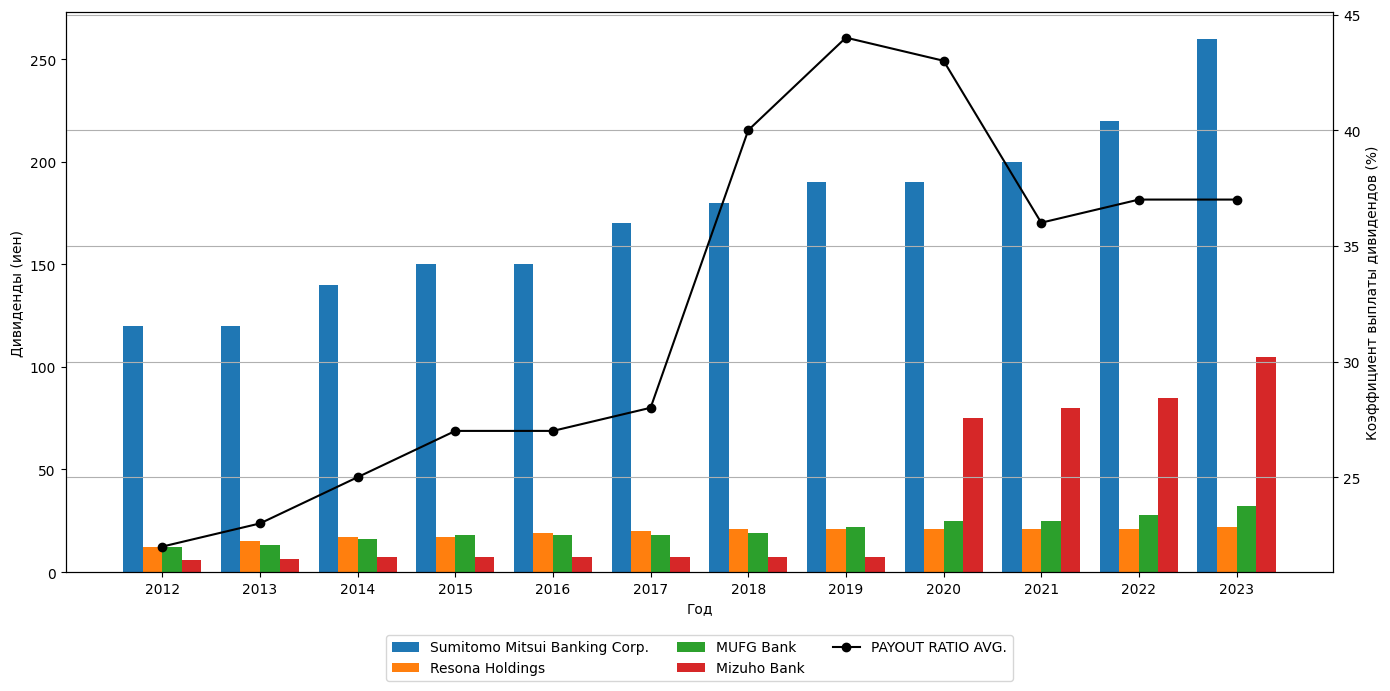 Дивиденды (иен)
250
200
150
100
50
0
45
40
35
30
25
Коэффициент выплаты дивидендов (%)
2012 2013 2014 2015 2016 2017 2018 2019 2020 2021 2022 2023
Год
Sumitomo Mitsui Banking Corp. MUFG Bank PAYOUT RATIO AVG.
Resona Holdings Mizuho Bank